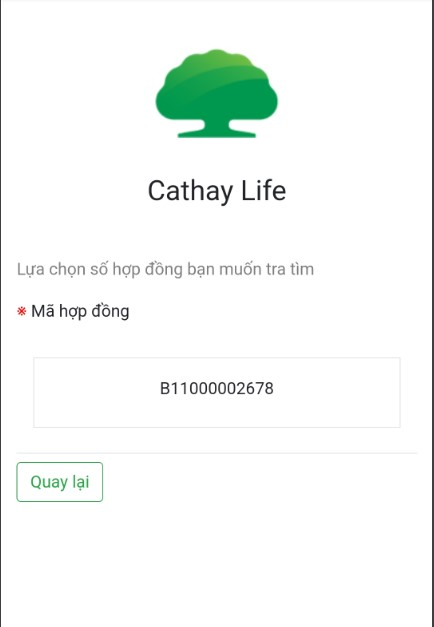 Cathay Life
Lựa chọn số hợp đồng bạn muốn tra tìm
※ Mã hợp đồng
B11000002678
Quay lại